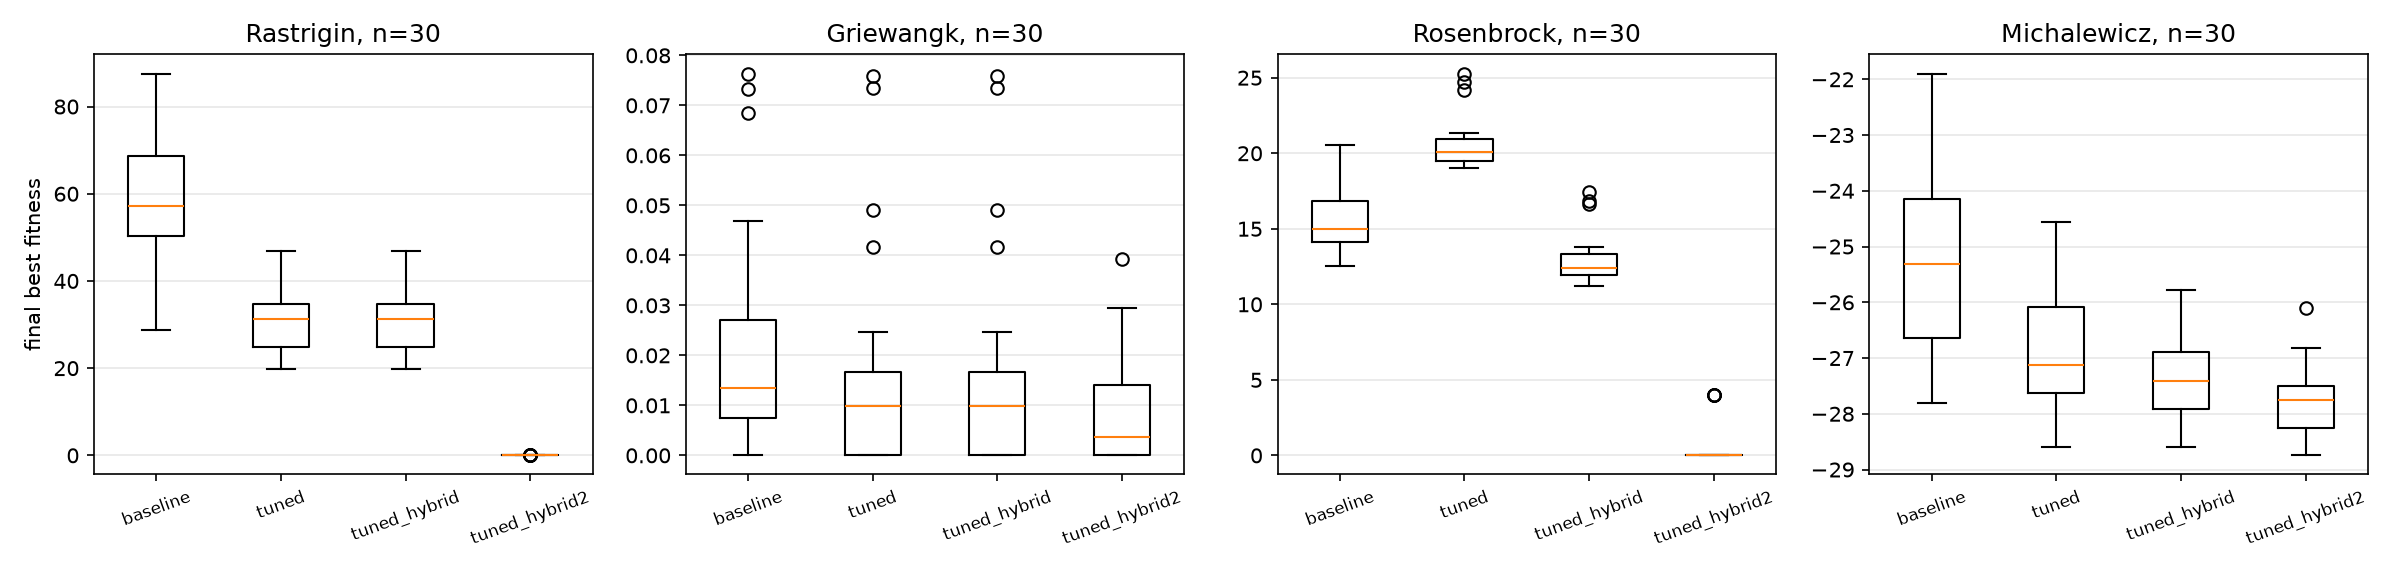 Rastrigin, n=30
final best fitness
80
60
40
20
0
baseline
tuned
tuned_hybrid
tuned_hybrid2
Griewangk, n=30
0.08
0.07
0.06
0.05
0.04
0.03
0.02
0.01
0.00
baseline
tuned
tuned_hybrid
tuned_hybrid2
Rosenbrock, n=30
25
20
15
10
5
0
baseline
tuned
tuned_hybrid
tuned_hybrid2
Michalewicz, n=30
−22
−23
−24
−25
−26
−27
−28
−29
baseline
tuned
tuned_hybrid
tuned_hybrid2